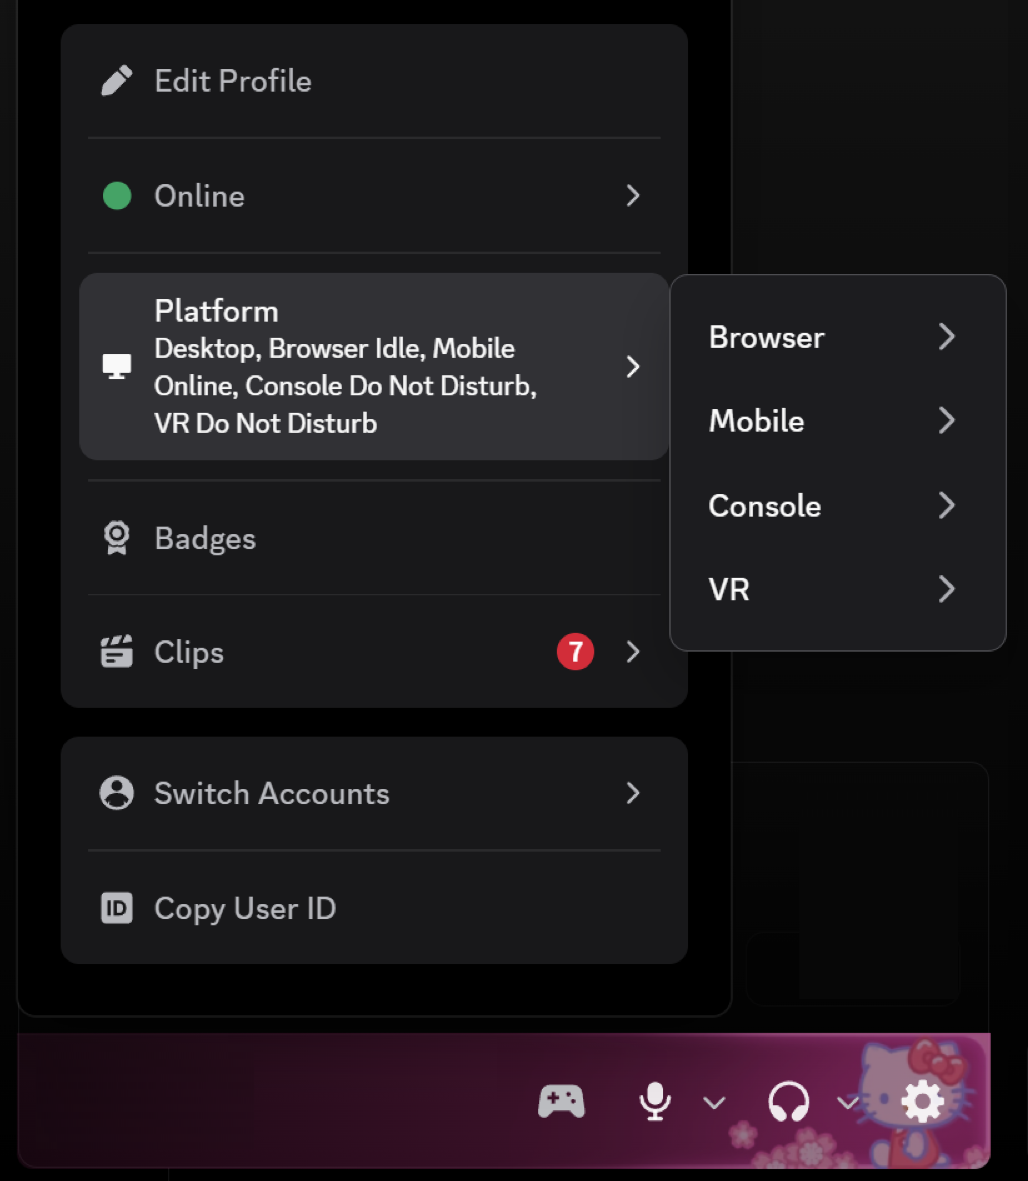 Edit Profile
Online
Platform
Desktop, Browser Idle, Mobile
Online, Console Do Not Disturb,
VR Do Not Disturb
Browser
Mobile
Console
VR
Badges
Clips
7
Switch Accounts
ID
Copy User ID